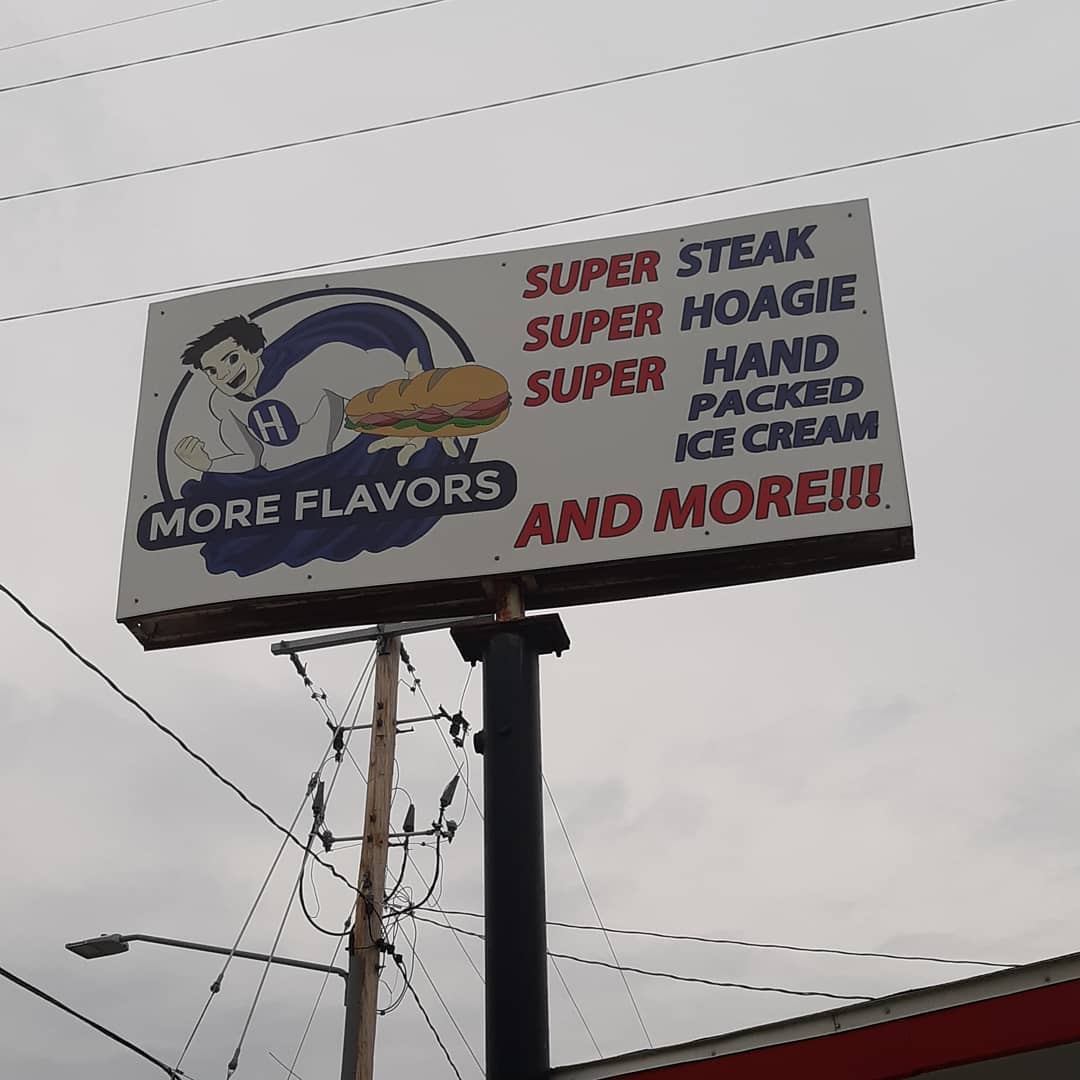 H
MORE FLAVORS
SUPER STEAK
SUPER HOAGIE
SUPER HAND
PACKED
ICE CREAM
AND MORE!!!